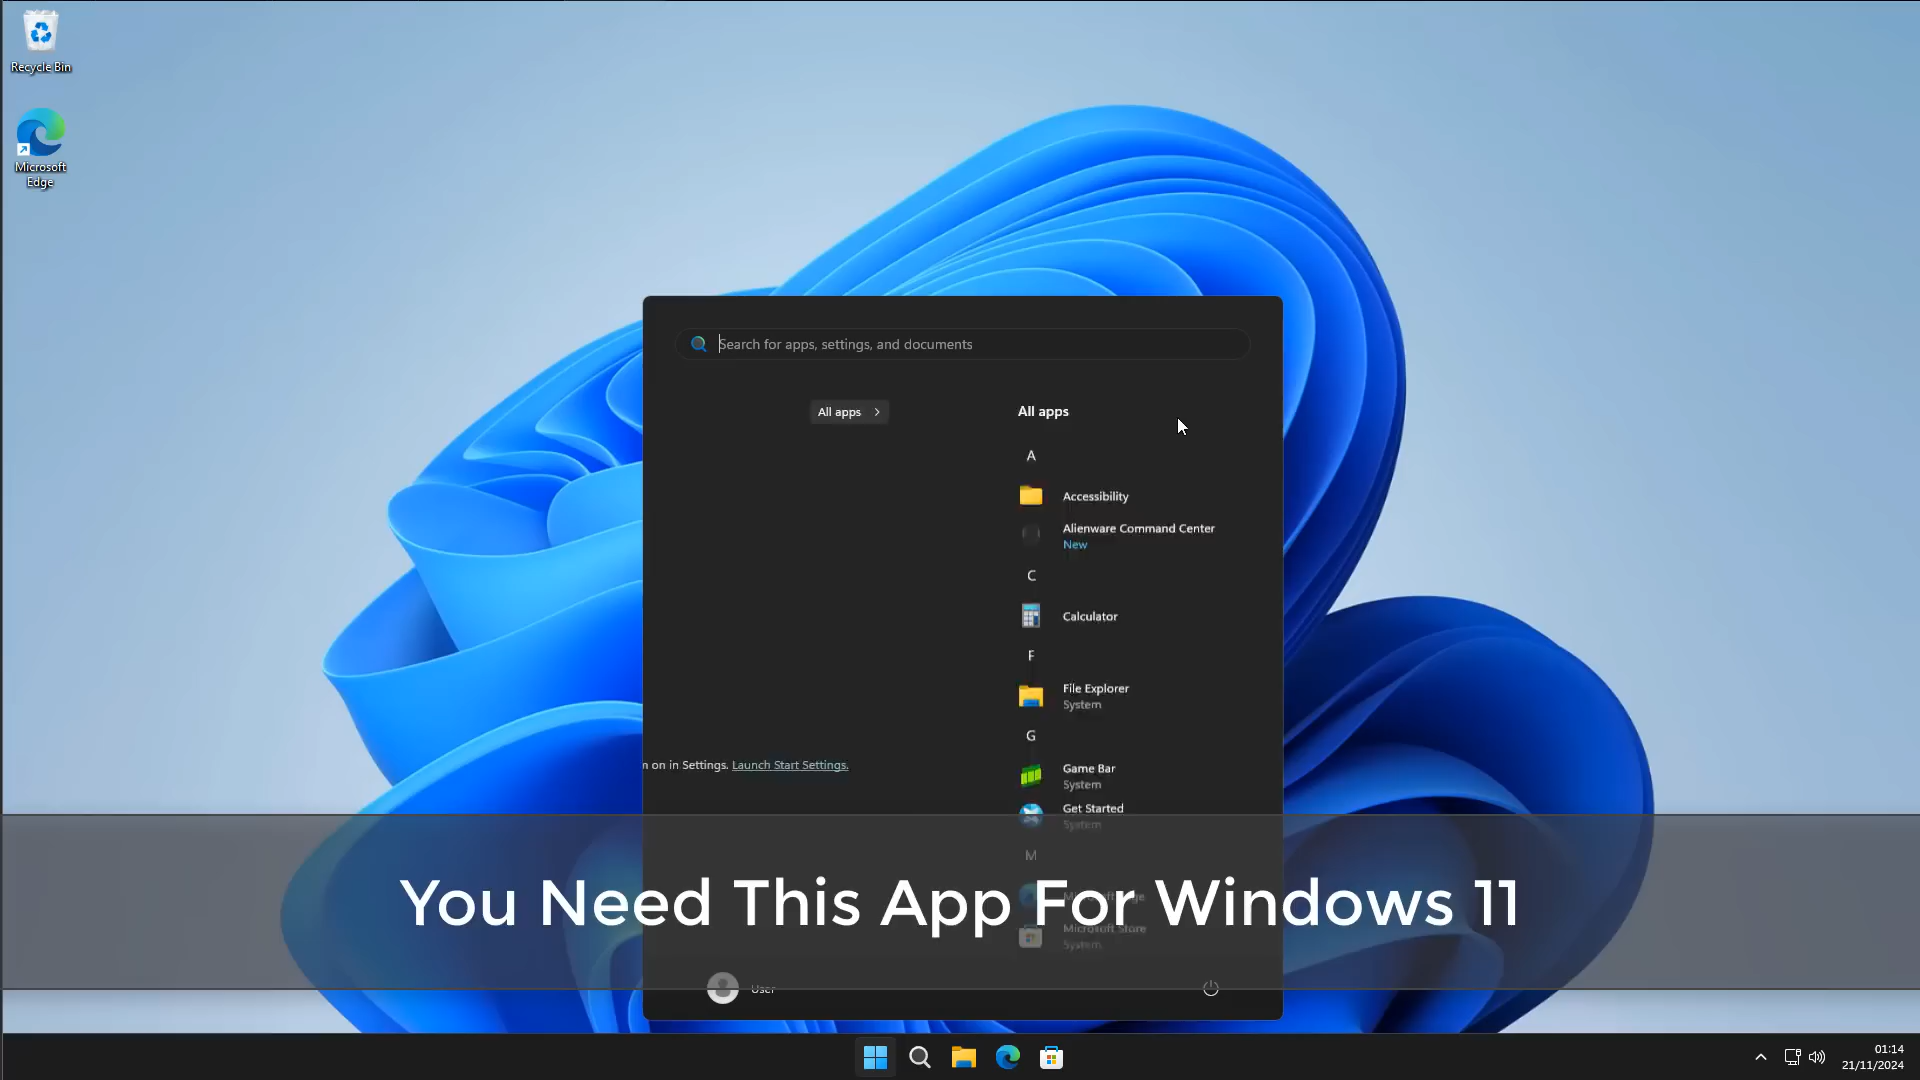 Recycle Bin
Microsoft
Edge
Search for apps, settings, and documents
All apps
All apps
A
Accessibility
Alienware Command Center
New
C
Calculator
F
File Explorer
System
G
Game Bar
System
Get Started
System
n on in Settings. Launch Start Settings.
M
Microsoft Edge
You Need This App For Windows 11
Microsoft Store
System
User
01:14
21/11/2024